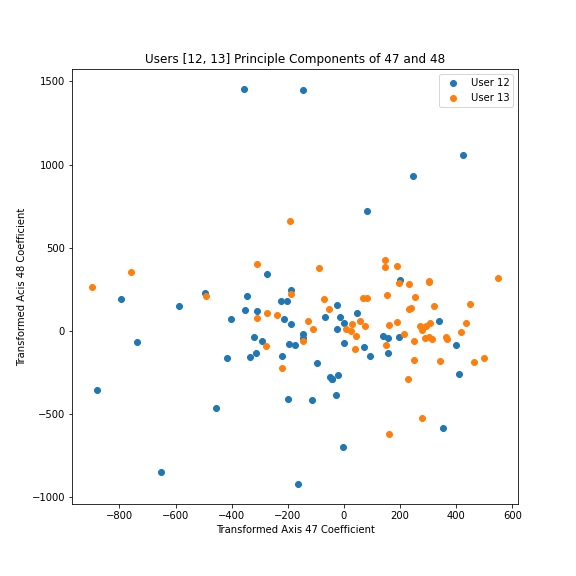 Users [12, 13] Principle Components of 47 and 48
User 12
User 13
1500
1000
500
0
−500
−1000
Transformed Acis 48 Coefficient
−800 −600 −400 −200 0 200 400 600
Transformed Axis 47 Coefficient